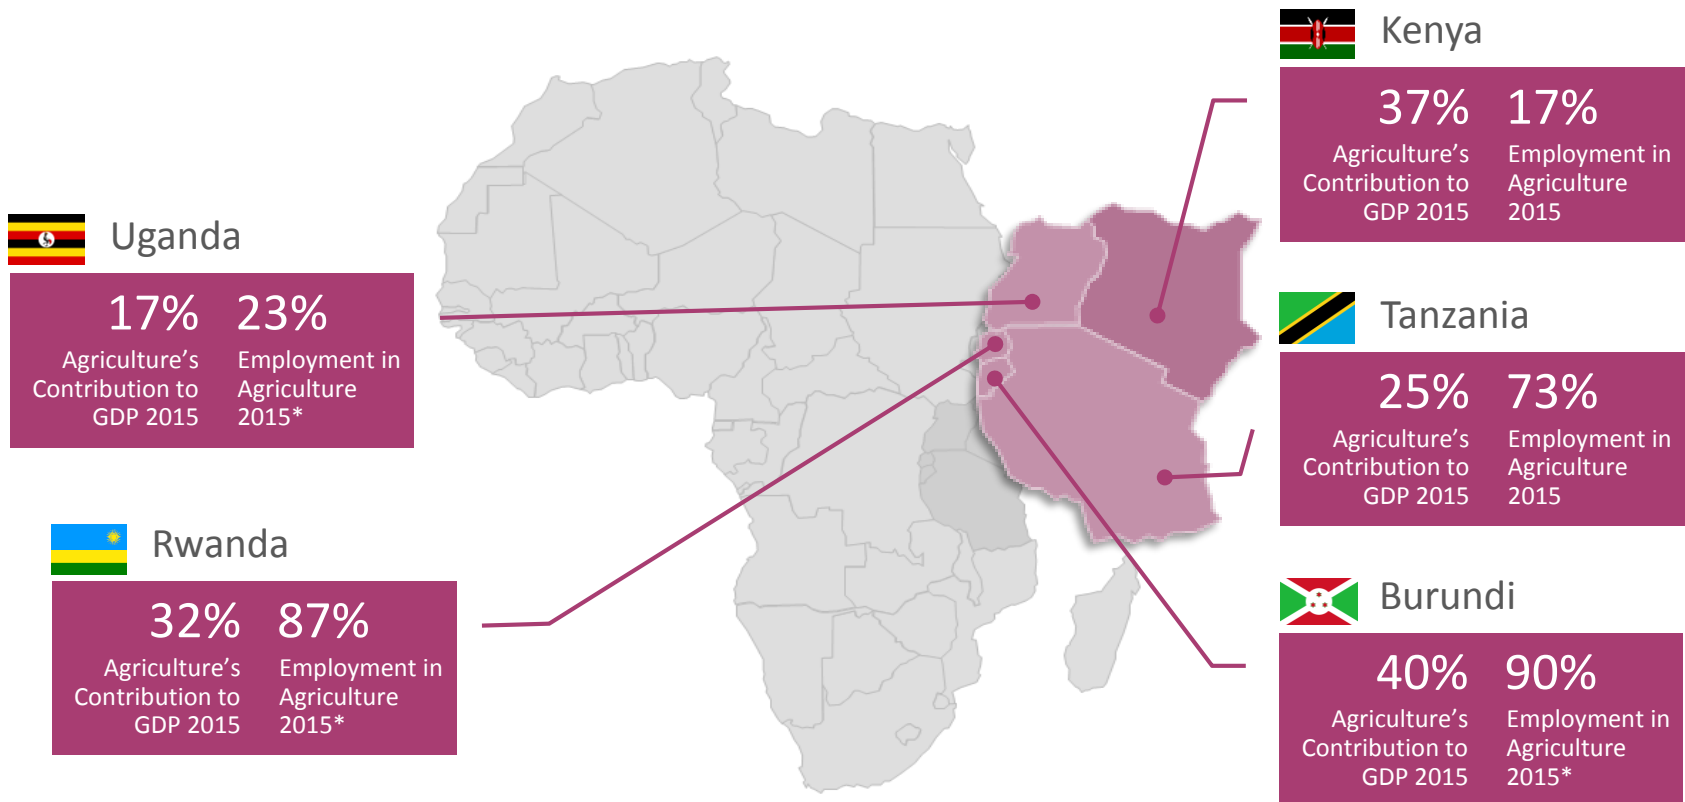 Kenya
37% 17%
Agriculture's Employment in
Contribution to Agriculture
GDP 2015 2015
Uganda
17% 23%
Agriculture's Employment in
Contribution to Agriculture
GDP 2015 2015*
Tanzania
25% 73%
Agriculture's Employment in
Contribution to Agriculture
GDP 2015 2015
Rwanda
32% 87%
Agriculture's Employment in
Contribution to Agriculture
GDP 2015 2015*
Burundi
40% 90%
Agriculture's Employment in
Contribution to Agriculture
GDP 2015 2015*